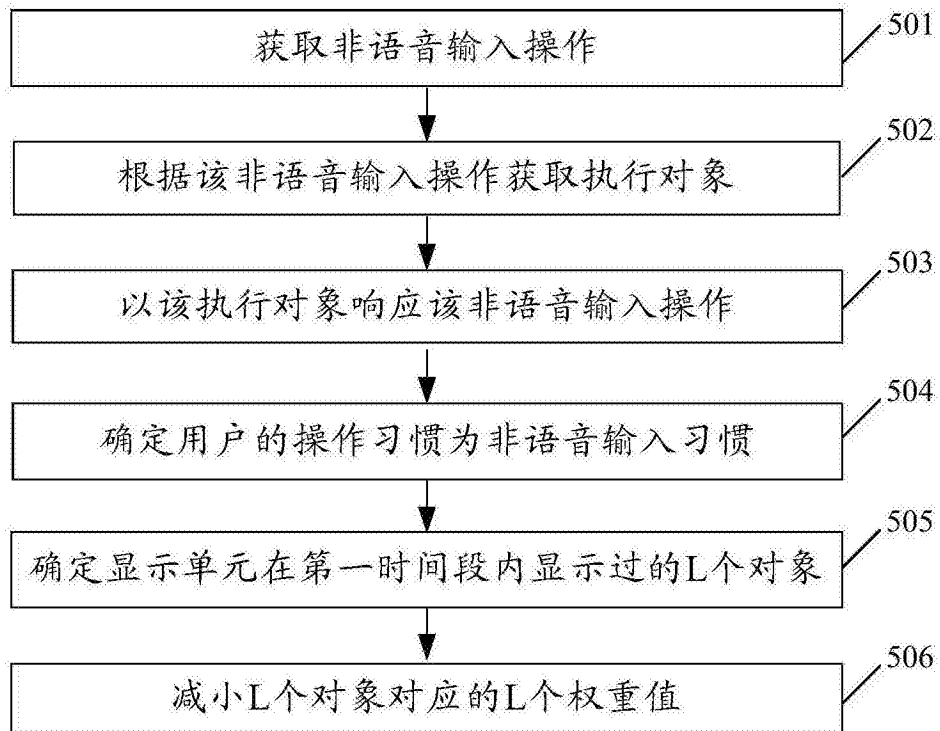 501
获取非语音输入操作
502
根据该非语音输入操作获取执行对象
503
以该执行对象响应该非语音输入操作
504
确定用户的操作习惯为非语音输入习惯
505
确定显示单元在第一时间段内显示过的L个对象
506
减小L个对象对应的L个权重值